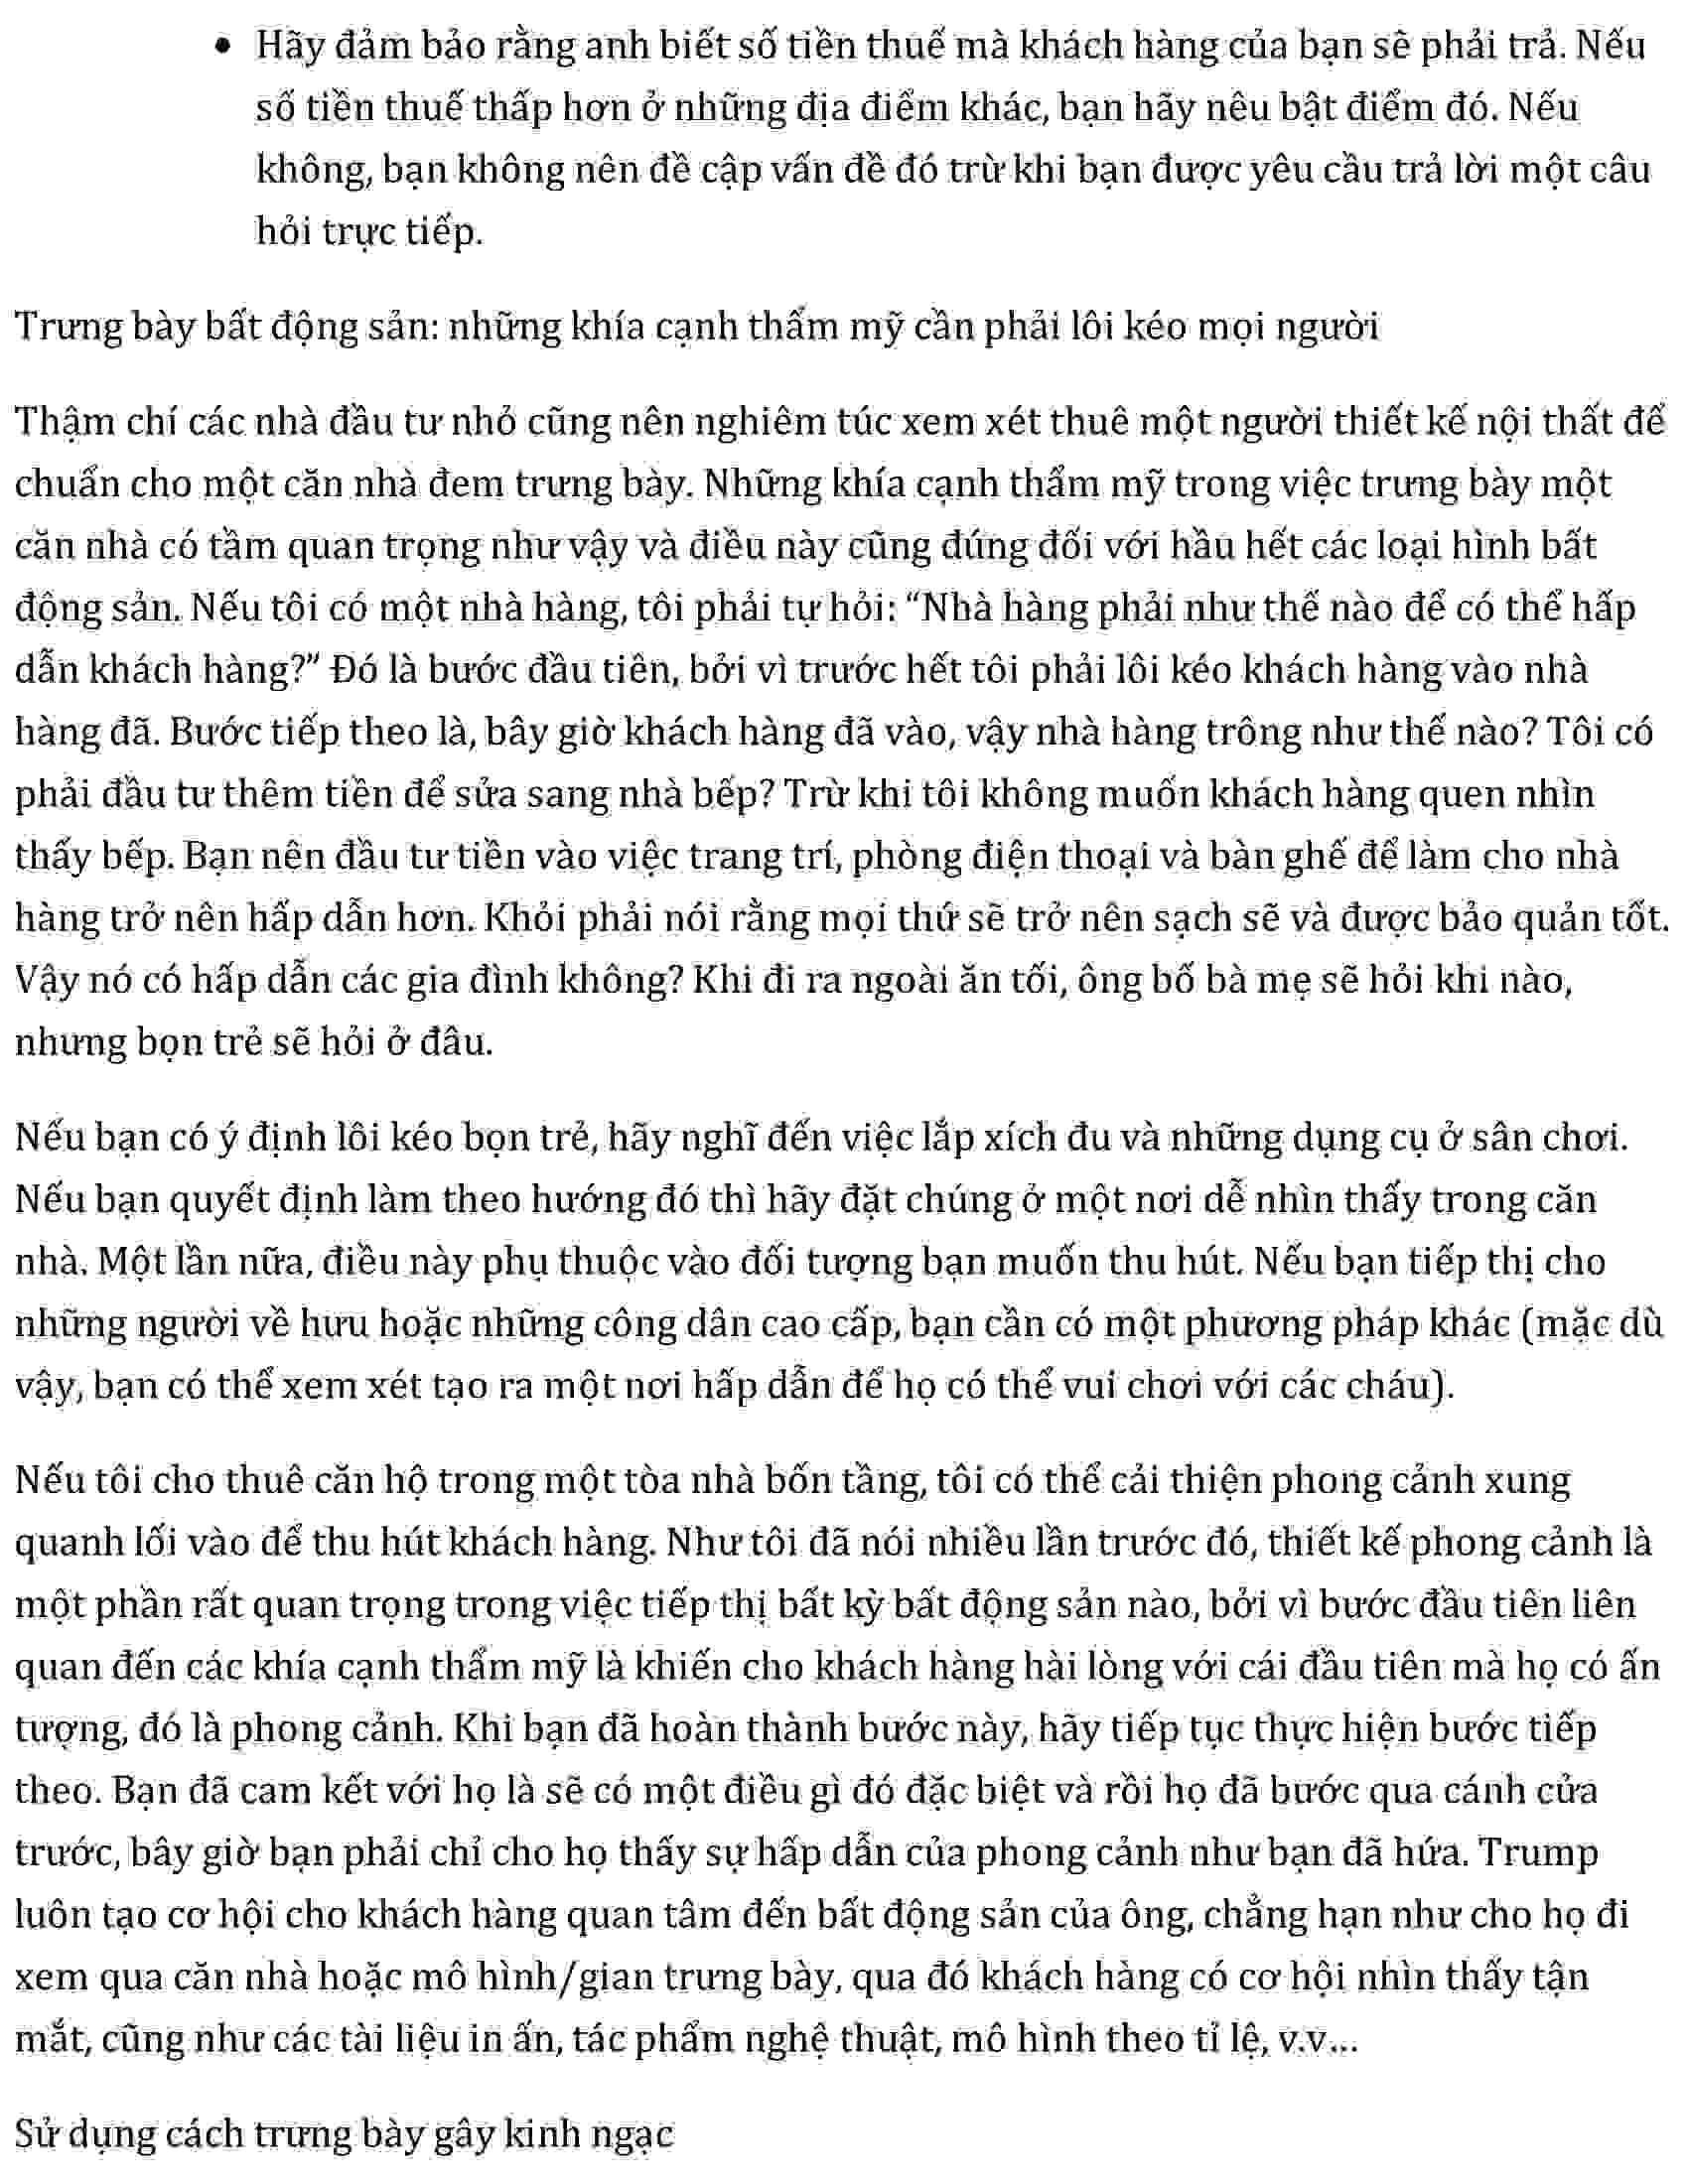 • Hãy đảm bảo rằng anh biết số tiền thuế mà khách hàng của bạn sẽ phải trả. Nếu
số tiền thuế thấp hơn ở những địa điểm khác, bạn hãy nêu bật điểm đó. Nếu
không, bạn không nên đề cập vấn đề đó trừ khi bạn được yêu cầu trả lời một câu
hỏi trực tiếp.
Trưng bày bất động sản: những khía cạnh thẩm mỹ cần phải lôi kéo mọi người
Thậm chí các nhà đầu tư nhỏ cũng nên nghiêm túc xem xét thuê một người thiết kế nội thất để
chuẩn cho một căn nhà đem trưng bày. Những khía cạnh thẩm mỹ trong việc trưng bày một
căn nhà có tầm quan trọng như vậy và điều này cũng đúng đối với hầu hết các loại hình bất
động sản. Nếu tôi có một nhà hàng, tôi phải tự hỏi: “Nhà hàng phải như thế nào để có thể hấp
dẫn khách hàng?” Đó là bước đầu tiên, bởi vì trước hết tôi phải lôi kéo khách hàng vào nhà
hàng đã. Bước tiếp theo là, bây giờ khách hàng đã vào, vậy nhà hàng trông như thế nào? Tôi có
phải đầu tư thêm tiền để sửa sang nhà bếp? Trừ khi tôi không muốn khách hàng quen nhìn
thấy bếp. Bạn nên đầu tư tiền vào việc trang trí, phòng điện thoại và bàn ghế để làm cho nhà
hàng trở nên hấp dẫn hơn. Khỏi phải nói rằng mọi thứ sẽ trở nên sạch sẽ và được bảo quản tốt.
Vậy nó có hấp dẫn các gia đình không? Khi đi ra ngoài ăn tối, ông bố bà mẹ sẽ hỏi khi nào,
nhưng bọn trẻ sẽ hỏi ở đâu.
Nếu bạn có ý định lôi kéo bọn trẻ, hãy nghĩ đến việc lắp xích đu và những dụng cụ ở sân chơi.
Nếu bạn quyết định làm theo hướng đó thì hãy đặt chúng ở một nơi dễ nhìn thấy trong căn
nhà. Một lần nữa, điều này phụ thuộc vào đối tượng bạn muốn thu hút. Nếu bạn tiếp thị cho
những người về hưu hoặc những công dân cao cấp, bạn cần có một phương pháp khác (mặc dù
vậy, bạn có thể xem xét tạo ra một nơi hấp dẫn để họ có thể vui chơi với các cháu).
Nếu tôi cho thuê căn hộ trong một tòa nhà bốn tầng, tôi có thể cải thiện phong cảnh xung
quanh lối vào để thu hút khách hàng. Như tôi đã nói nhiều lần trước đó, thiết kế phong cảnh là
một phần rất quan trọng trong việc tiếp thị bất kỳ bất động sản nào, bởi vì bước đầu tiên liên
quan đến các khía cạnh thẩm mỹ là khiến cho khách hàng hài lòng với cái đầu tiên mà họ có ấn
tượng, đó là phong cảnh. Khi bạn đã hoàn thành bước này, hãy tiếp tục thực hiện bước tiếp
theo. Bạn đã cam kết với họ là sẽ có một điều gì đó đặc biệt và rồi họ đã bước qua cánh cửa
trước, bây giờ bạn phải chỉ cho họ thấy sự hấp dẫn của phong cảnh như bạn đã hứa. Trump
luôn tạo cơ hội cho khách hàng quan tâm đến bất động sản của ông, chẳng hạn như cho họ đi
xem qua căn nhà hoặc mô hình/gian trưng bày, qua đó khách hàng có cơ hội nhìn thấy tận
mắt, cũng như các tài liệu in ấn, tác phẩm nghệ thuật, mô hình theo tỉ lệ, v.v...
Sử dụng cách trưng bày gây kinh ngạc